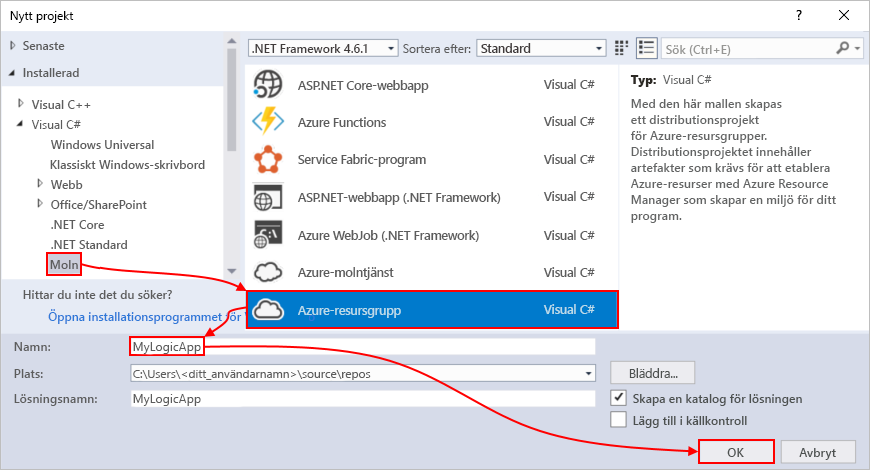 Nytt projekt
?
Senaste
Installerad
Visual C++
Visual C#
Windows Universal
Klassiskt Windows-skrivbord
Webb
Office/SharePoint
.NET Core
.NET Standard
Moln
Hittar du inte det du söker?
Öppna installationsprogrammet för
.NET Framework 4.6.1
Sortera efter:
Standard
Sök (Ctrl+E)
ASP.NET Core-webbapp Visual C#
Azure Functions Visual C#
Service Fabric-program Visual C#
ASP.NET-webbapp (.NET Framework) Visual C#
Azure WebJob (.NET Framework) Visual C#
Azure-molntjänst Visual C#
Azure-resursgrupp Visual C#
Typ: Visual C#
Med den här mallen skapas
ett distributionsprojekt
för Azure-resursgrupper.
Distributionsprojektet innehåller
artefakter som krävs för att etablera
Azure-resurser med Azure Resource
Manager som skapar en miljö för ditt
program.
Namn: MyLogicApp
Plats: C:\Users\<ditt_användarnamn>\source\repos
Bläddra...
Lösningsnamn: MyLogicApp
Skapa en katalog för lösningen
Lägg till i källkontroll
OK
Avbryt